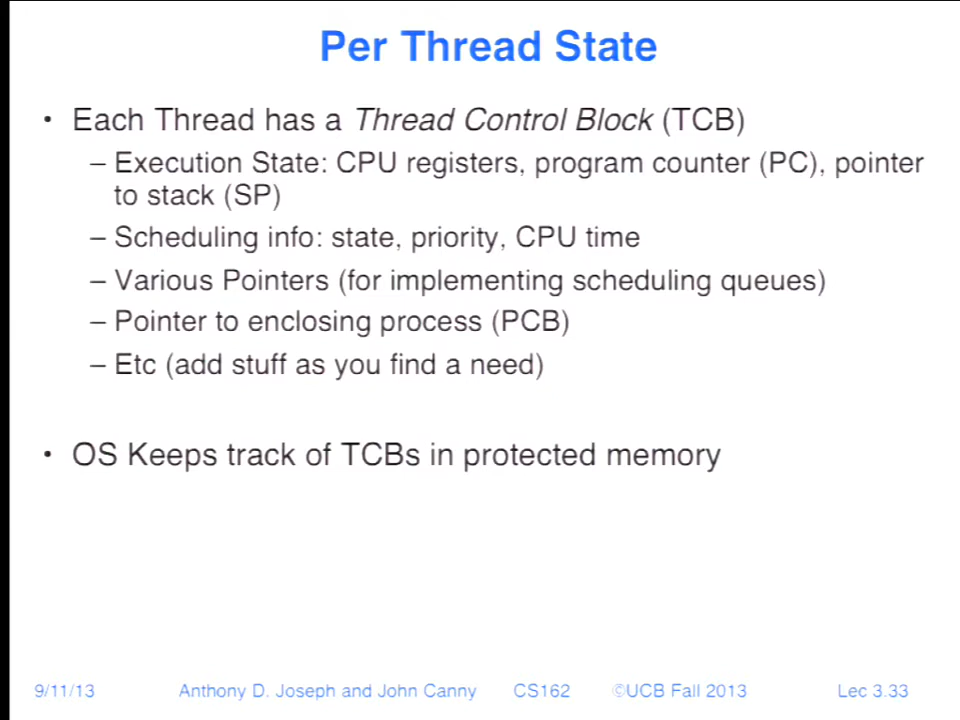 Per Thread State
• Each Thread has a Thread Control Block (TCB)
– Execution State: CPU registers, program counter (PC), pointer
to stack (SP)
– Scheduling info: state, priority, CPU time
– Various Pointers (for implementing scheduling queues)
– Pointer to enclosing process (PCB)
– Etc (add stuff as you find a need)
• OS Keeps track of TCBs in protected memory
9/11/13 Anthony D. Joseph and John Canny CS162 ©UCB Fall 2013 Lec 3.33